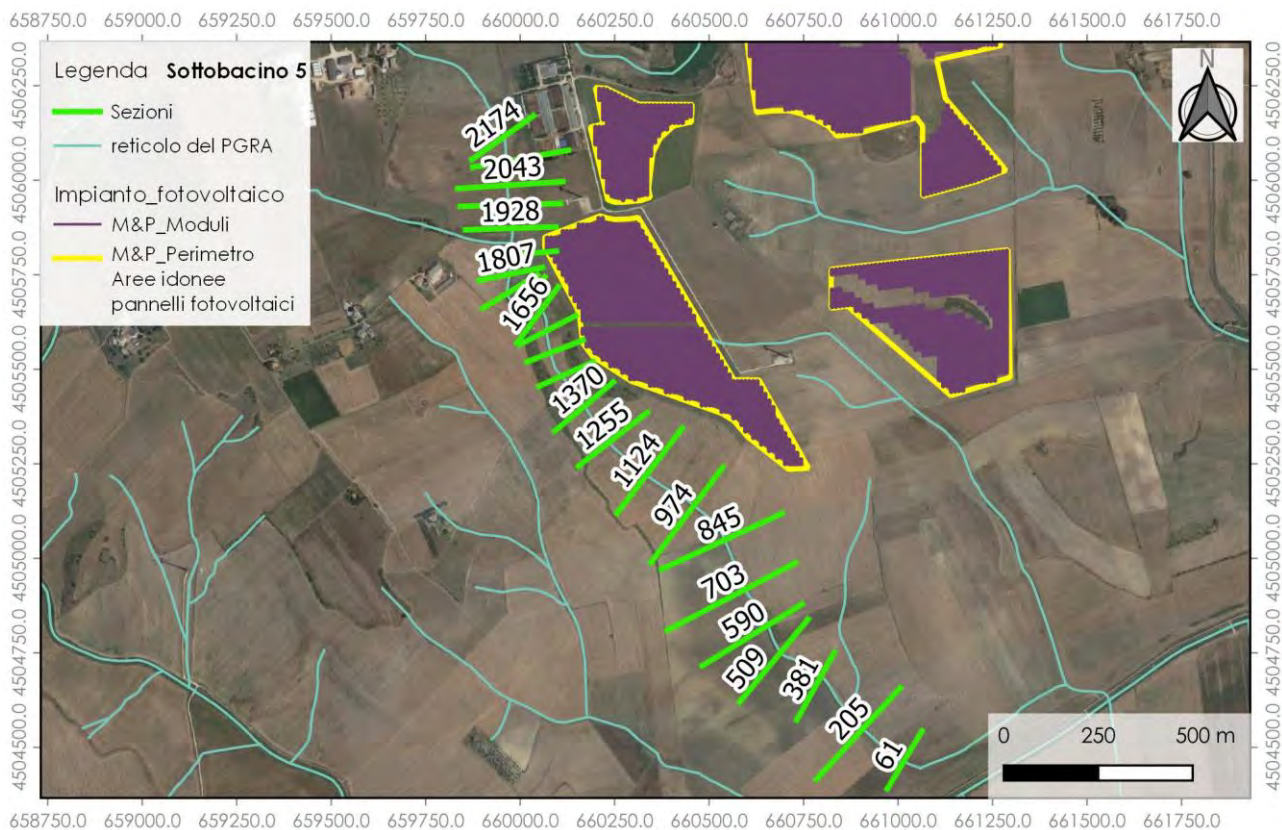 658750.0 659000.0 659250.0 659500.0 659750.0 660000.0 660250.0 660500.0 660750.0 661000.0 661250.0 661500.0 661750.0
Legenda Sottobacino 5
Sezioni
reticolo del PGRA
Impianto_fotovoltaico
M&P_Moduli
M&P_Perimetro
Aree idonee
pannelli fotovoltaici
N
4506250.0
4506000.0
4505750.0
4505500.0
4505250.0
4505000.0
4504750.0
4504500.0
4506250.0
4506000.0
4505750.0
4505500.0
4505250.0
4505000.0
4504750.0
4504500.0
2174
2043
1928
1807
1656
1370
1255
1124
974
845
703
590
509
381
205
61
0 250 500 m
658750.0 659000.0 659250.0 659500.0 659750.0 660000.0 660250.0 660500.0 660750.0 661000.0 661250.0 661500.0 661750.0